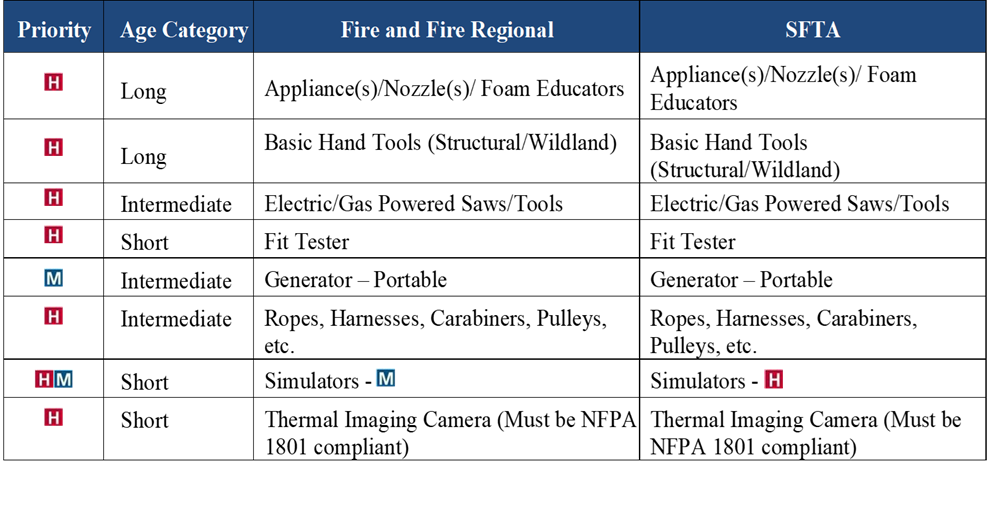 Priority Age Category Fire and Fire Regional SFTA
H Long Appliance(s)/Nozzle(s)/ Foam Educators Appliance(s)/Nozzle(s)/ Foam
Educators
H Long Basic Hand Tools (Structural/Wildland) Basic Hand Tools
(Structural/Wildland)
H Intermediate Electric/Gas Powered Saws/Tools Electric/Gas Powered Saws/Tools
H Short Fit Tester Fit Tester
M Intermediate Generator – Portable Generator – Portable
H Intermediate Ropes, Harnesses, Carabiners, Pulleys, Ropes, Harnesses, Carabiners,
etc. Pulleys, etc.
H M Short Simulators - M Simulators - H
H Short Thermal Imaging Camera (Must be NFPA Thermal Imaging Camera (Must be
1801 compliant) NFPA 1801 compliant)